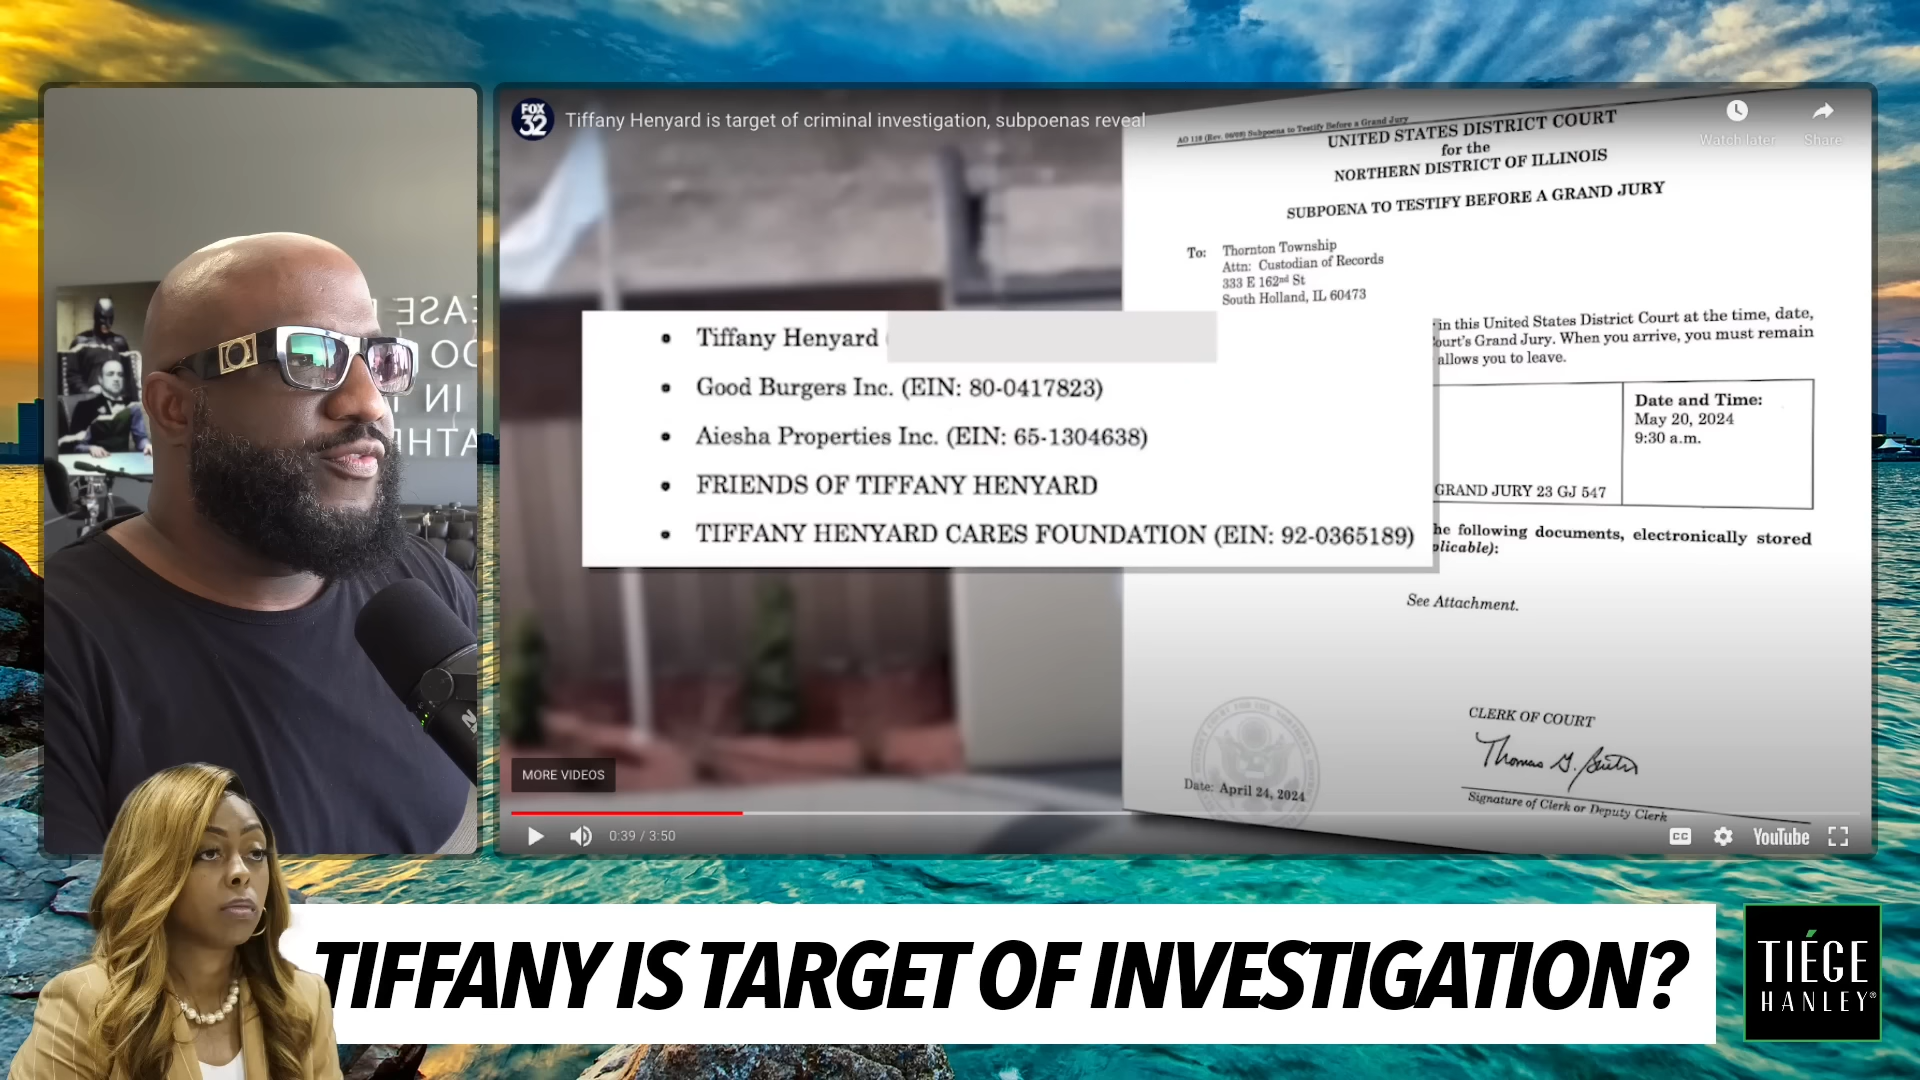 FOX
32
Tiffany Henyard is target of criminal investigation, subpoenas reveal
Watch later
Share
AO 110 (Rev. 06/09) Subpoena to Testify Before a Grand Jury
UNITED STATES DISTRICT COURT
for the
NORTHERN DISTRICT OF ILLINOIS
SUBPOENA TO TESTIFY BEFORE A GRAND JURY
To: Thornton Township
Attn: Custodian of Records
333 E 162nd St
South Holland, IL 60473
in this United States District Court at the time, date,
ourt's Grand Jury. When you arrive, you must remain
allows you to leave.
Date and Time:
May 20, 2024
9:30 a.m.
GRAND JURY 23 GJ 547
he following documents, electronically stored
plicable):
See Attachment.
CLERK OF COURT
Signature of Clerk or Deputy Clerk
Date: April 24, 2024
• Tiffany Henyard (
• Good Burgers Inc. (EIN: 80-0417823)
• Aiesha Properties Inc. (EIN: 65-1304638)
• FRIENDS OF TIFFANY HENYARD
• TIFFANY HENYARD CARES FOUNDATION (EIN: 92-0365189)
EASE
DO
IN
ATH
MORE VIDEOS
0:39 / 3:50
CC
YouTube
TIFFANY IS TARGET OF INVESTIGATION?
TIÉGE
HANLEY®